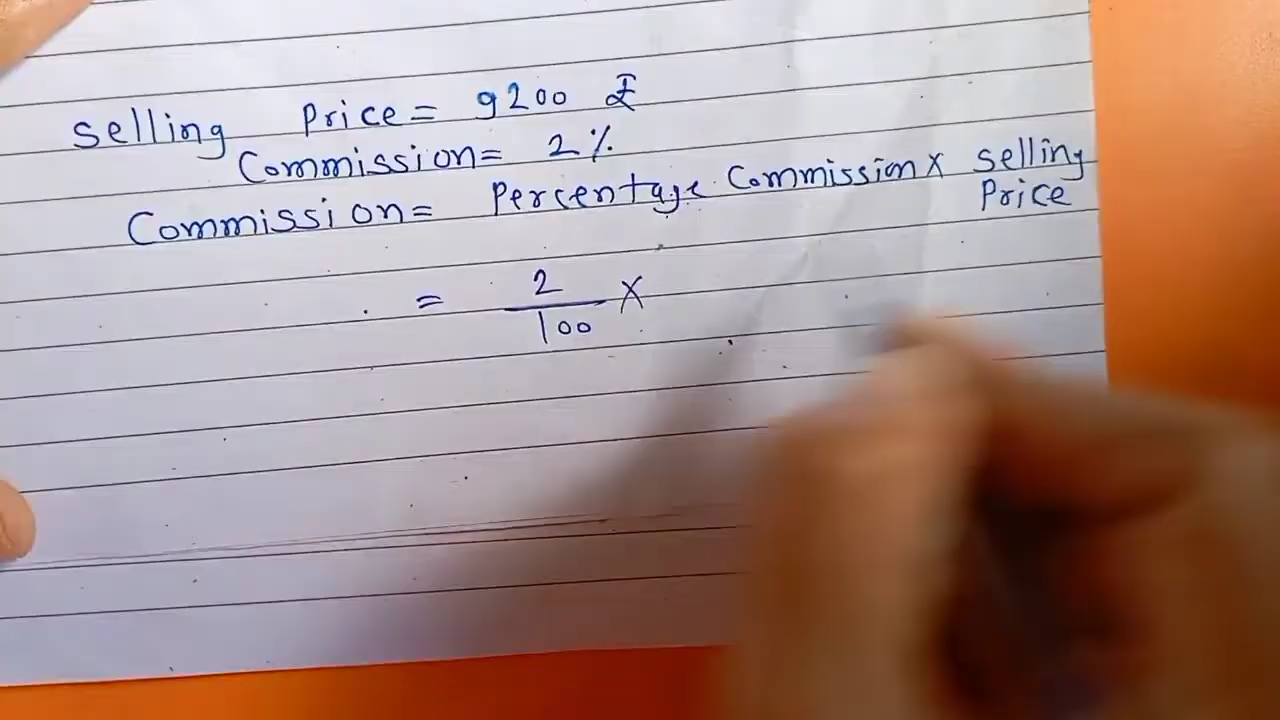 Selling Price = 9200 ₹
Commission = 2%
Commission = Percentage Commission × Selling Price
= 2/100 ×